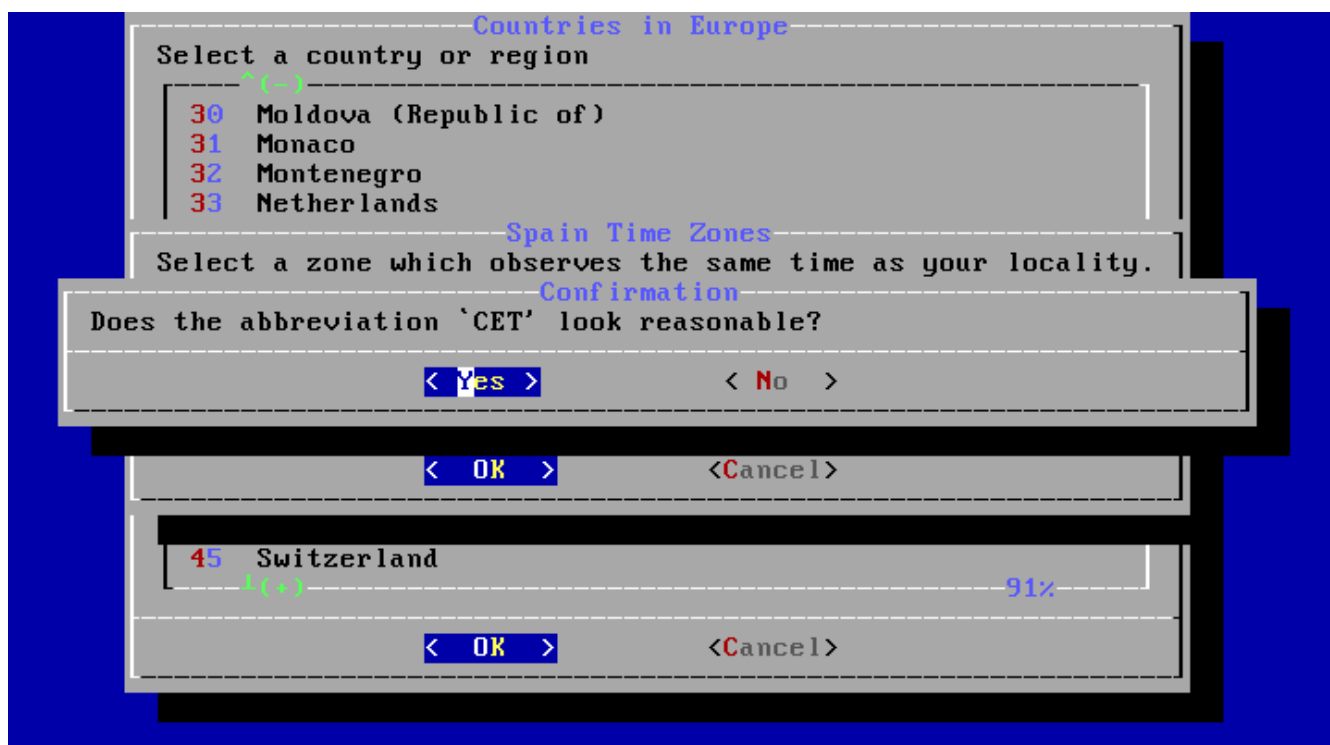 Countries in Europe
Select a country or region
^(-)
30 Moldova (Republic of)
31 Monaco
32 Montenegro
33 Netherlands
Spain Time Zones
Select a zone which observes the same time as your locality.
Confirmation
Does the abbreviation `CET' look reasonable?
< Yes > < No >
< OK > <Cancel>
45 Switzerland
┴(+) 91%
< OK > <Cancel>